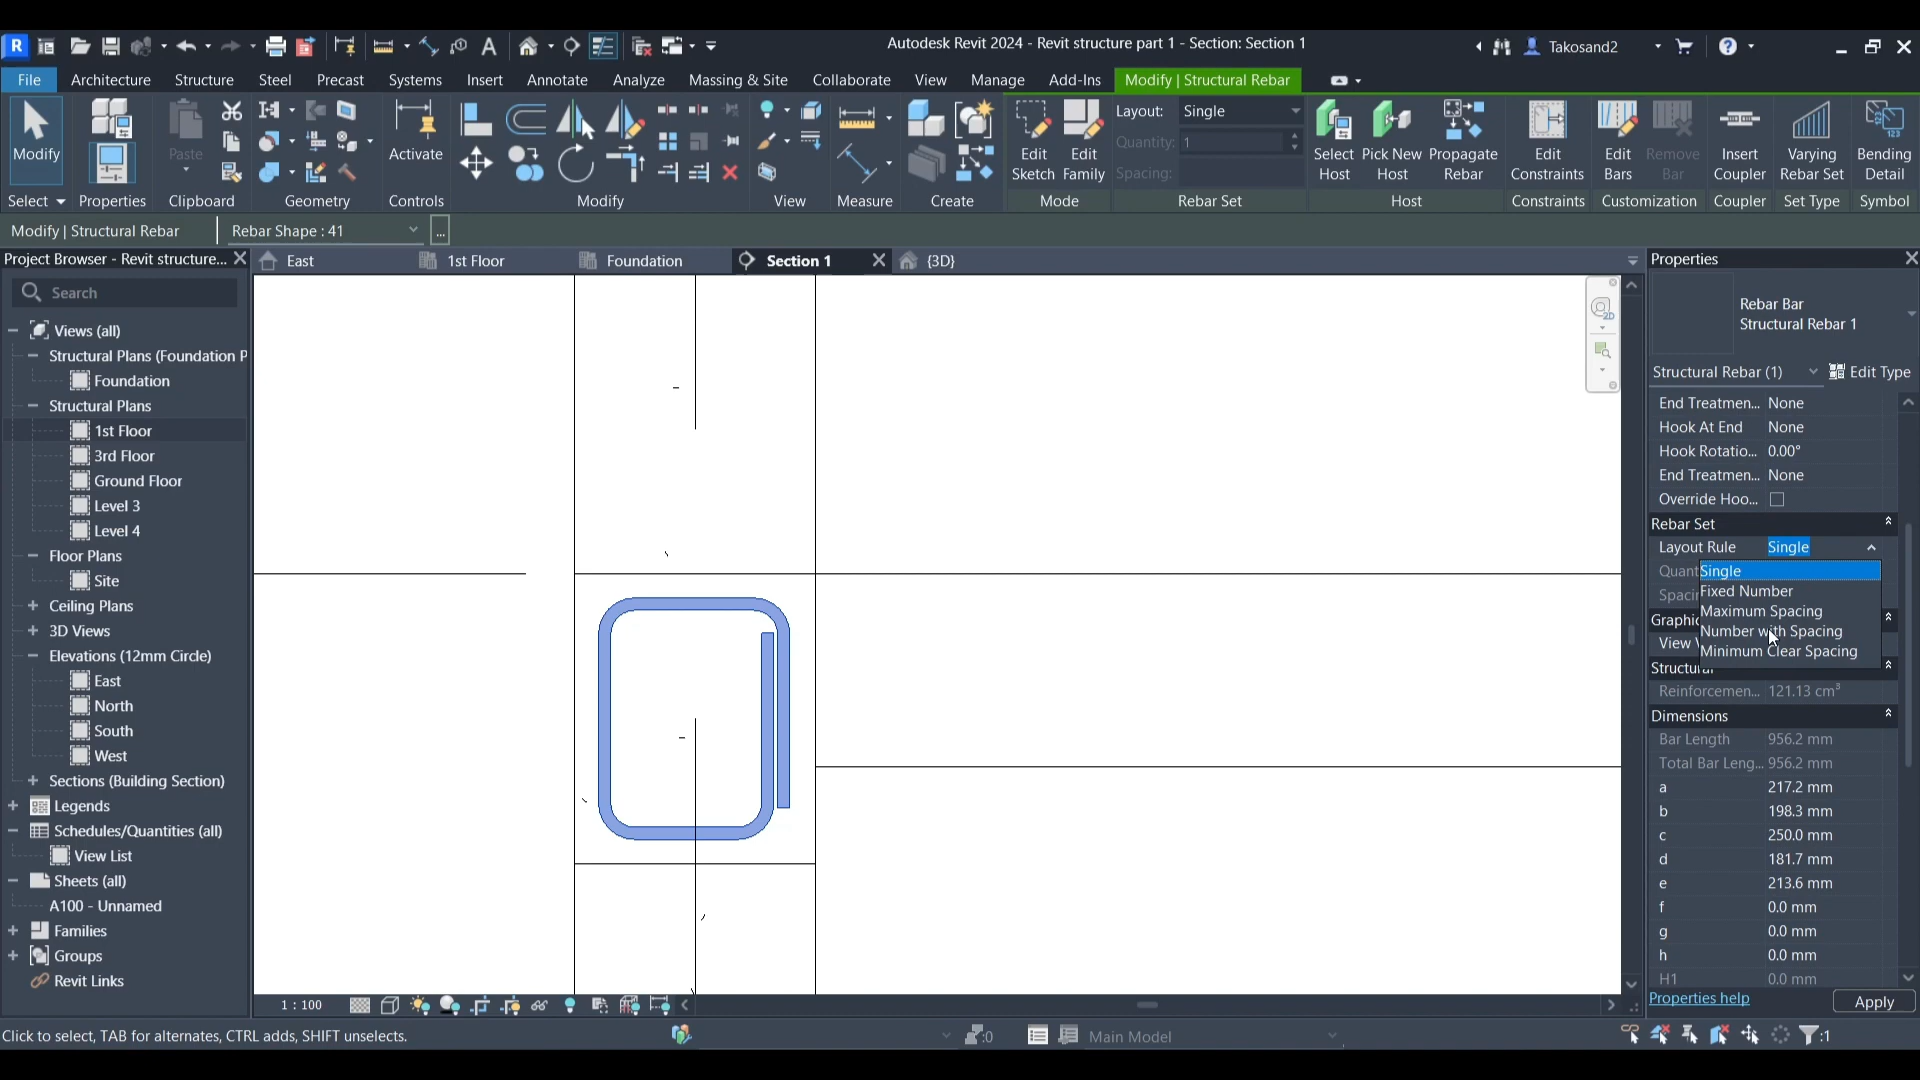 R
Autodesk Revit 2024 - Revit structure part 1 - Section: Section 1
Takosand2
File Architecture Structure Steel Precast Systems Insert Annotate Analyze Massing & Site Collaborate View Manage Add-Ins Modify | Structural Rebar
Modify
Paste
Activate
Edit Sketch
Edit Family
Layout: Single
Quantity: 1
Spacing:
Select Host
Pick New Host
Propagate Rebar
Edit Constraints
Edit Bars
Remove Bar
Insert Coupler
Varying Rebar Set
Bending Detail
Select Properties Clipboard Geometry Controls Modify View Measure Create Mode Rebar Set Host Constraints Customization Coupler Set Type Symbol
Modify | Structural Rebar
Rebar Shape : 41
...
Project Browser - Revit structure...
Search
Views (all)
Structural Plans (Foundation P
Foundation
Structural Plans
1st Floor
3rd Floor
Ground Floor
Level 3
Level 4
Floor Plans
Site
Ceiling Plans
3D Views
Elevations (12mm Circle)
East
North
South
West
Sections (Building Section)
Legends
Schedules/Quantities (all)
View List
Sheets (all)
A100 - Unnamed
Families
Groups
Revit Links
East
1st Floor
Foundation
Section 1
{3D}
2D
1 : 100
Properties
Rebar Bar
Structural Rebar 1
Structural Rebar (1)
Edit Type
End Treatmen... None
Hook At End None
Hook Rotatio... 0.00°
End Treatmen... None
Override Hoo...
Rebar Set
Layout Rule Single
Quant
Spacin
Single
Fixed Number
Maximum Spacing
Number with Spacing
Minimum Clear Spacing
Graphic
View V
Structural
Reinforcemen... 121.13 cm³
Dimensions
Bar Length 956.2 mm
Total Bar Leng... 956.2 mm
a 217.2 mm
b 198.3 mm
c 250.0 mm
d 181.7 mm
e 213.6 mm
f 0.0 mm
g 0.0 mm
h 0.0 mm
H1 0.0 mm
Properties help
Apply
Click to select, TAB for alternates, CTRL adds, SHIFT unselects.
:0
Main Model
:1